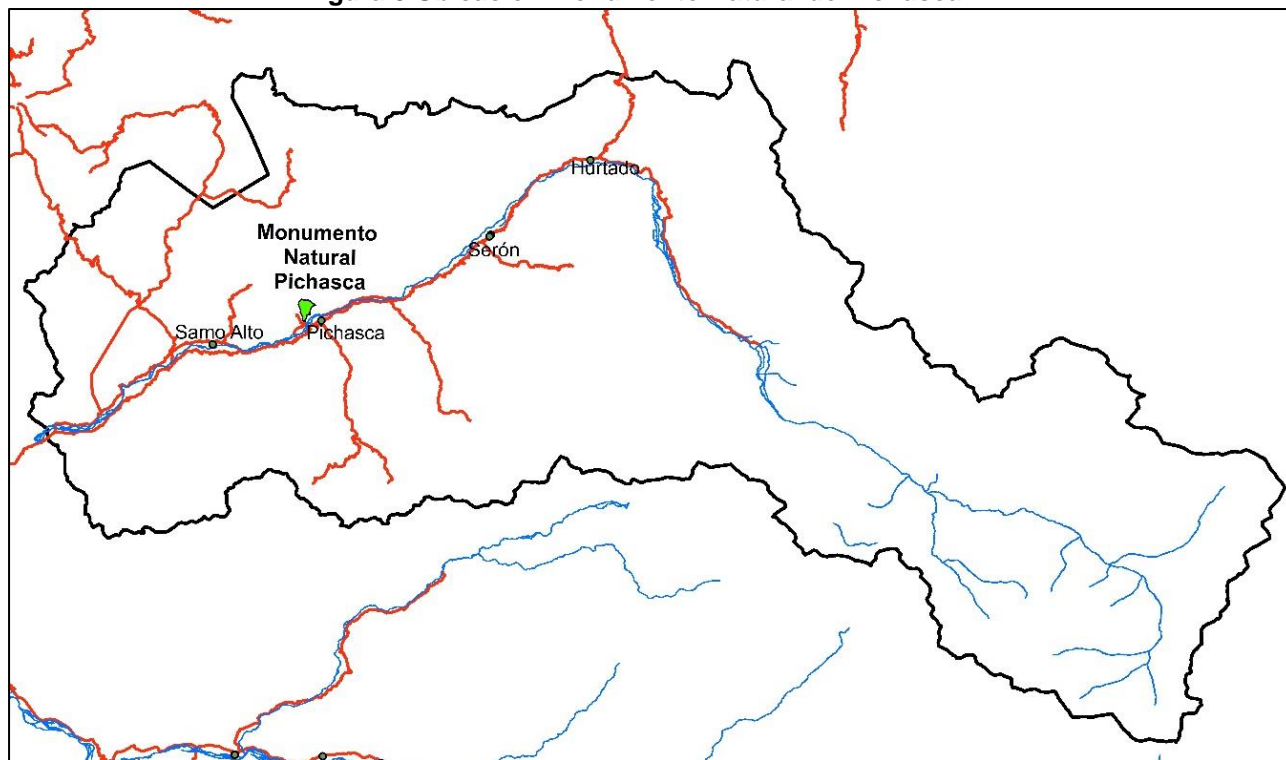 Hurtado
Serón
Monumento
Natural
Pichasca
Samo Alto
Pichasca